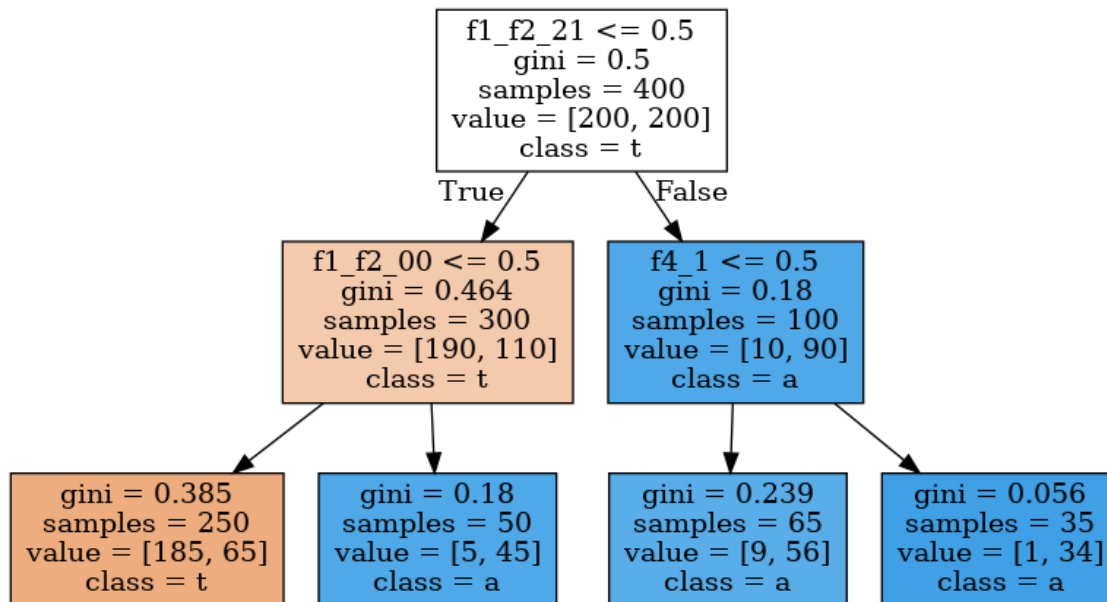 f1_f2_21 <= 0.5
gini = 0.5
samples = 400
value = [200, 200]
class = t
True
False
f1_f2_00 <= 0.5
gini = 0.464
samples = 300
value = [190, 110]
class = t
f4_1 <= 0.5
gini = 0.18
samples = 100
value = [10, 90]
class = a
gini = 0.385
samples = 250
value = [185, 65]
class = t
gini = 0.18
samples = 50
value = [5, 45]
class = a
gini = 0.239
samples = 65
value = [9, 56]
class = a
gini = 0.056
samples = 35
value = [1, 34]
class = a